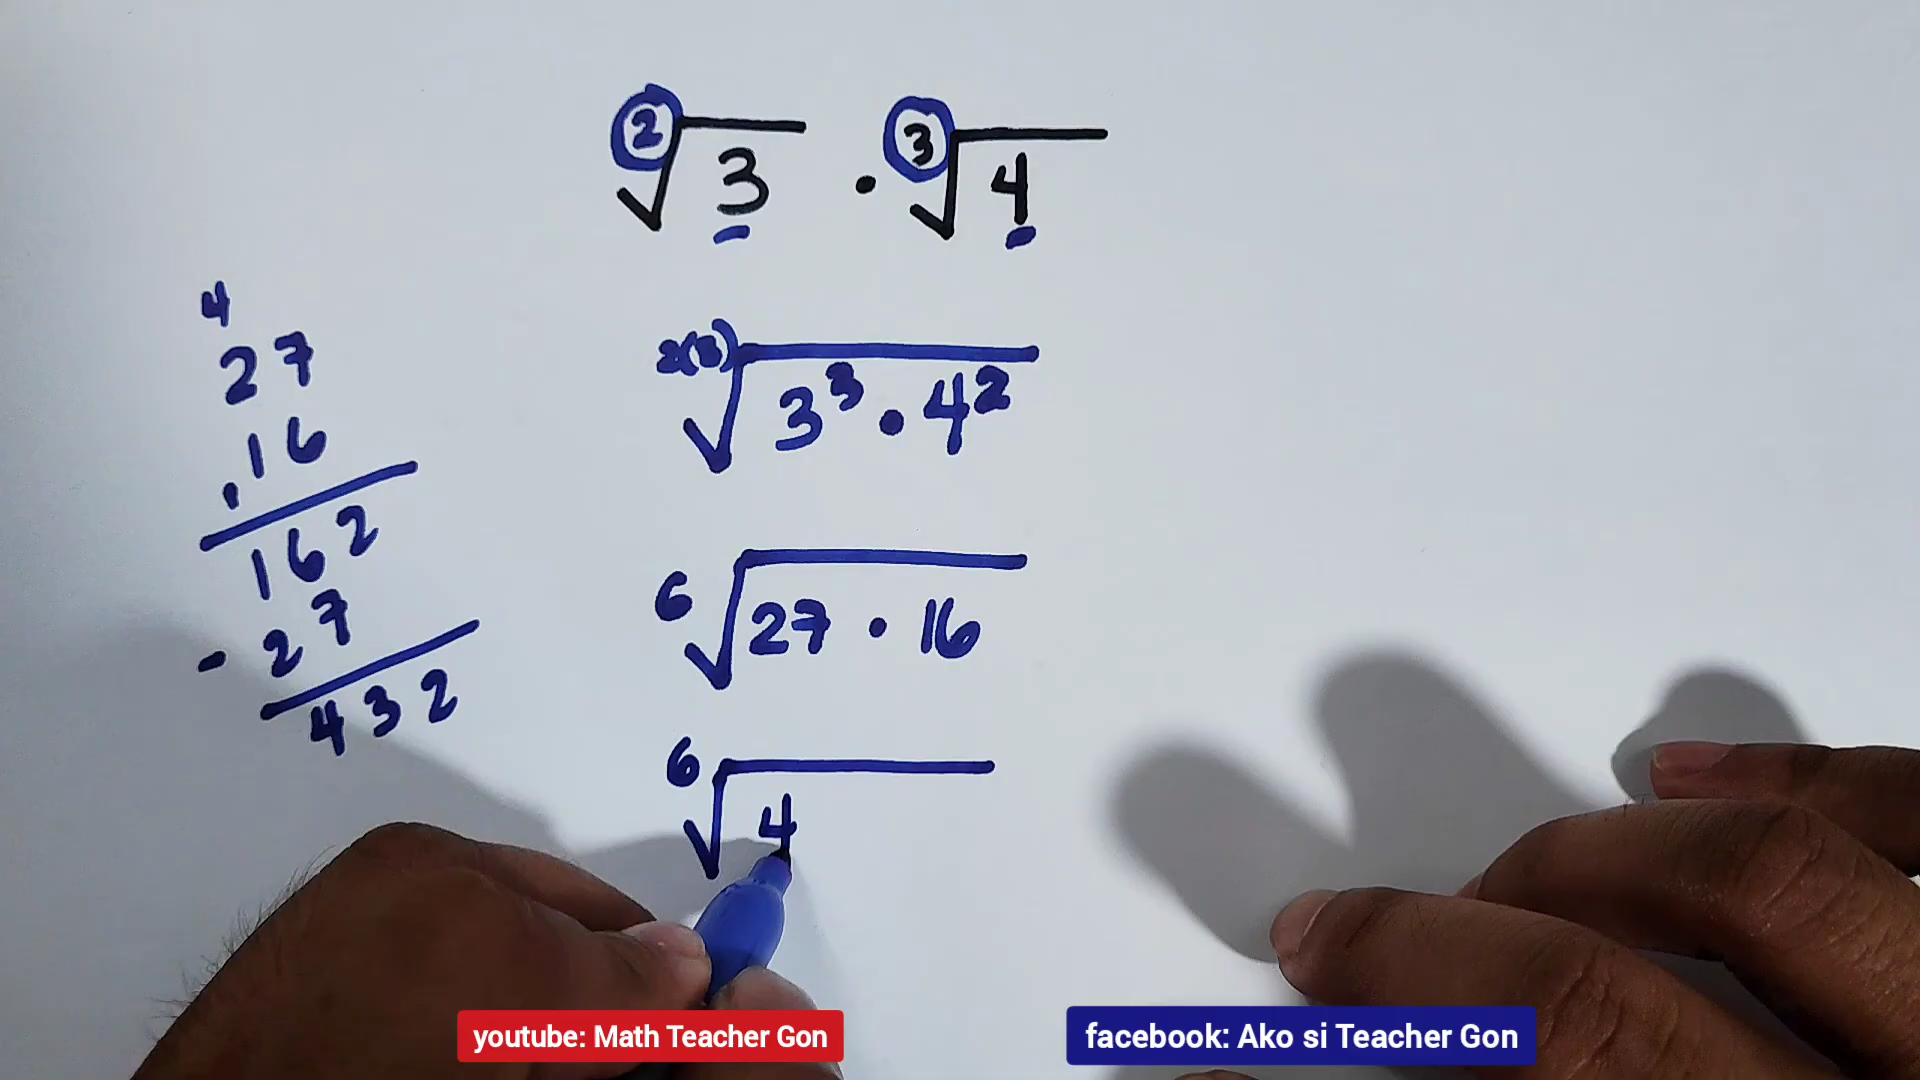 ²√3 · ³√4
4
27
.16
162
-27
432
²⁽³⁾√3³ · 4²
⁶√27 · 16
⁶√4
youtube: Math Teacher Gon
facebook: Ako si Teacher Gon